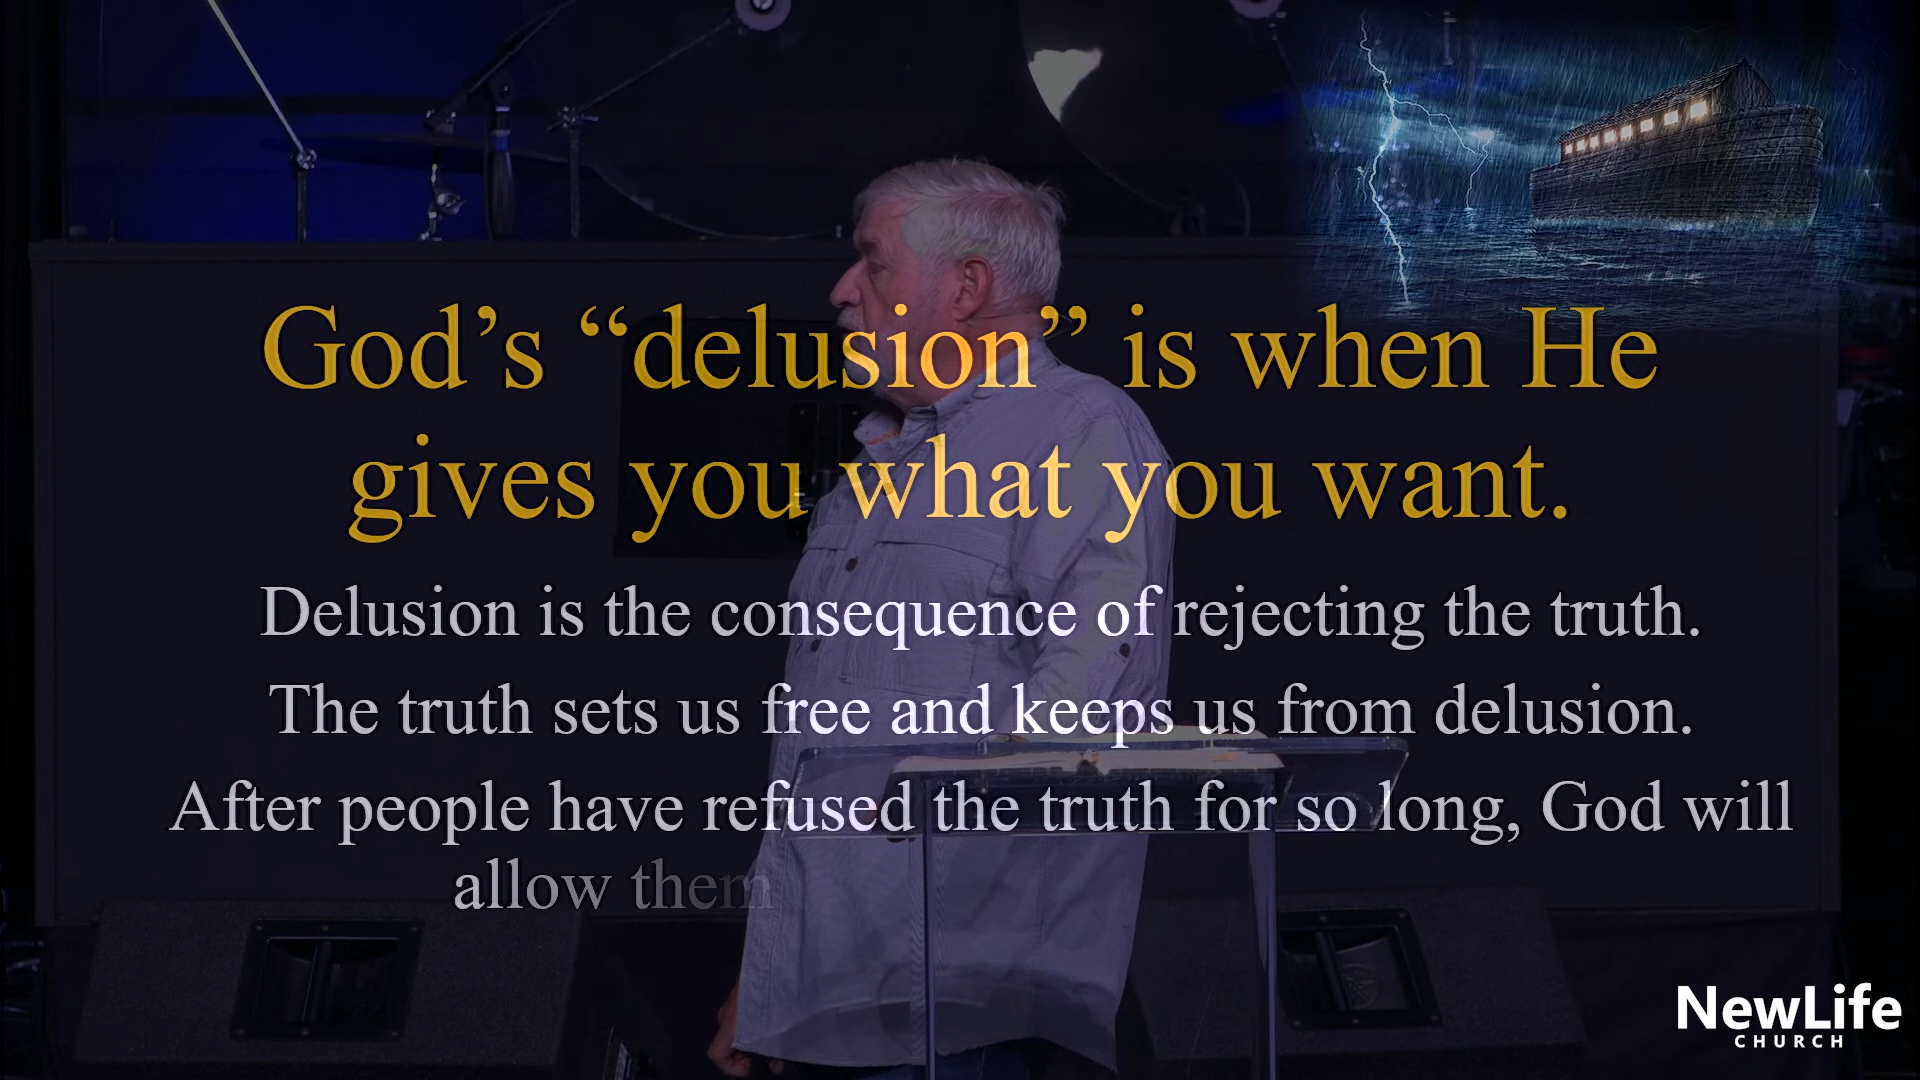 God’s “delusion” is when He
gives you what you want.
Delusion is the consequence of rejecting the truth.
The truth sets us free and keeps us from delusion.
After people have refused the truth for so long, God will
allow them
NewLife
CHURCH